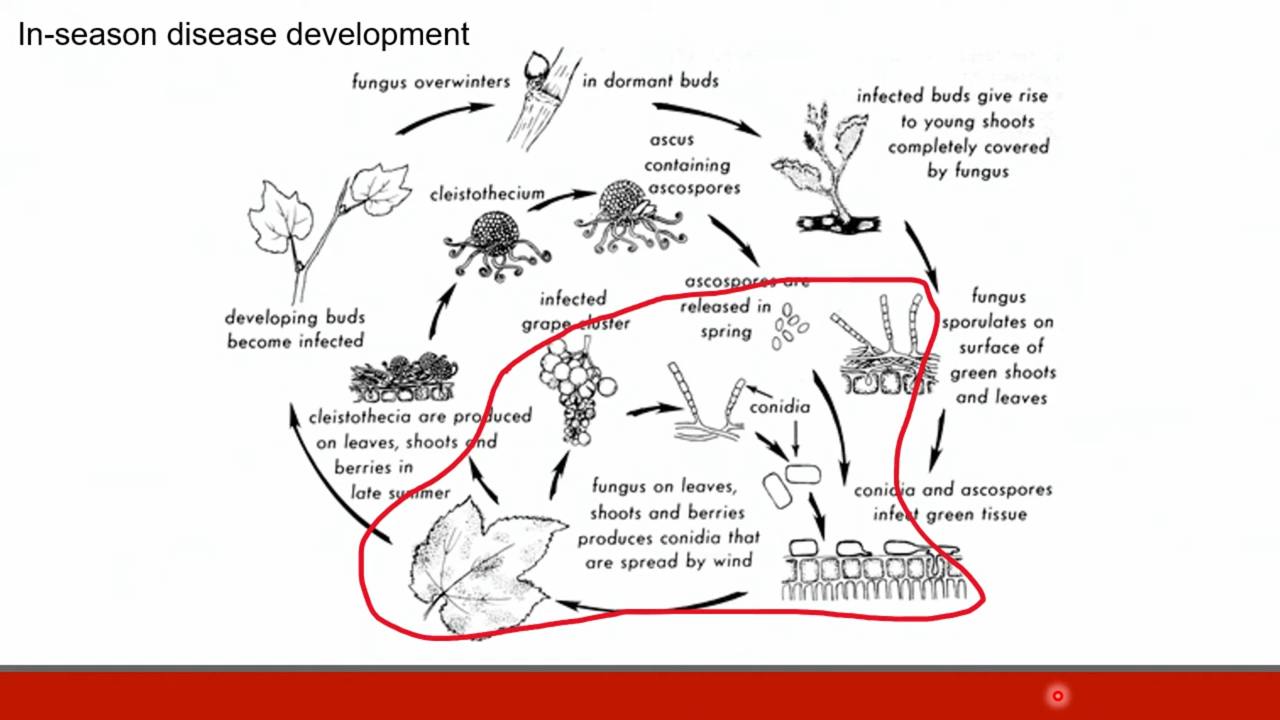 In-season disease development
fungus overwinters
in dormant buds
infected buds give rise
to young shoots
completely covered
by fungus
ascus
containing
ascospores
cleistothecium
developing buds
become infected
infected
grape cluster
ascospores are
released in
spring
fungus
sporulates on
surface of
green shoots
and leaves
conidia
cleistothecia are produced
on leaves, shoots and
berries in
late summer
fungus on leaves,
shoots and berries
produces conidia that
are spread by wind
conidia and ascospores
infect green tissue